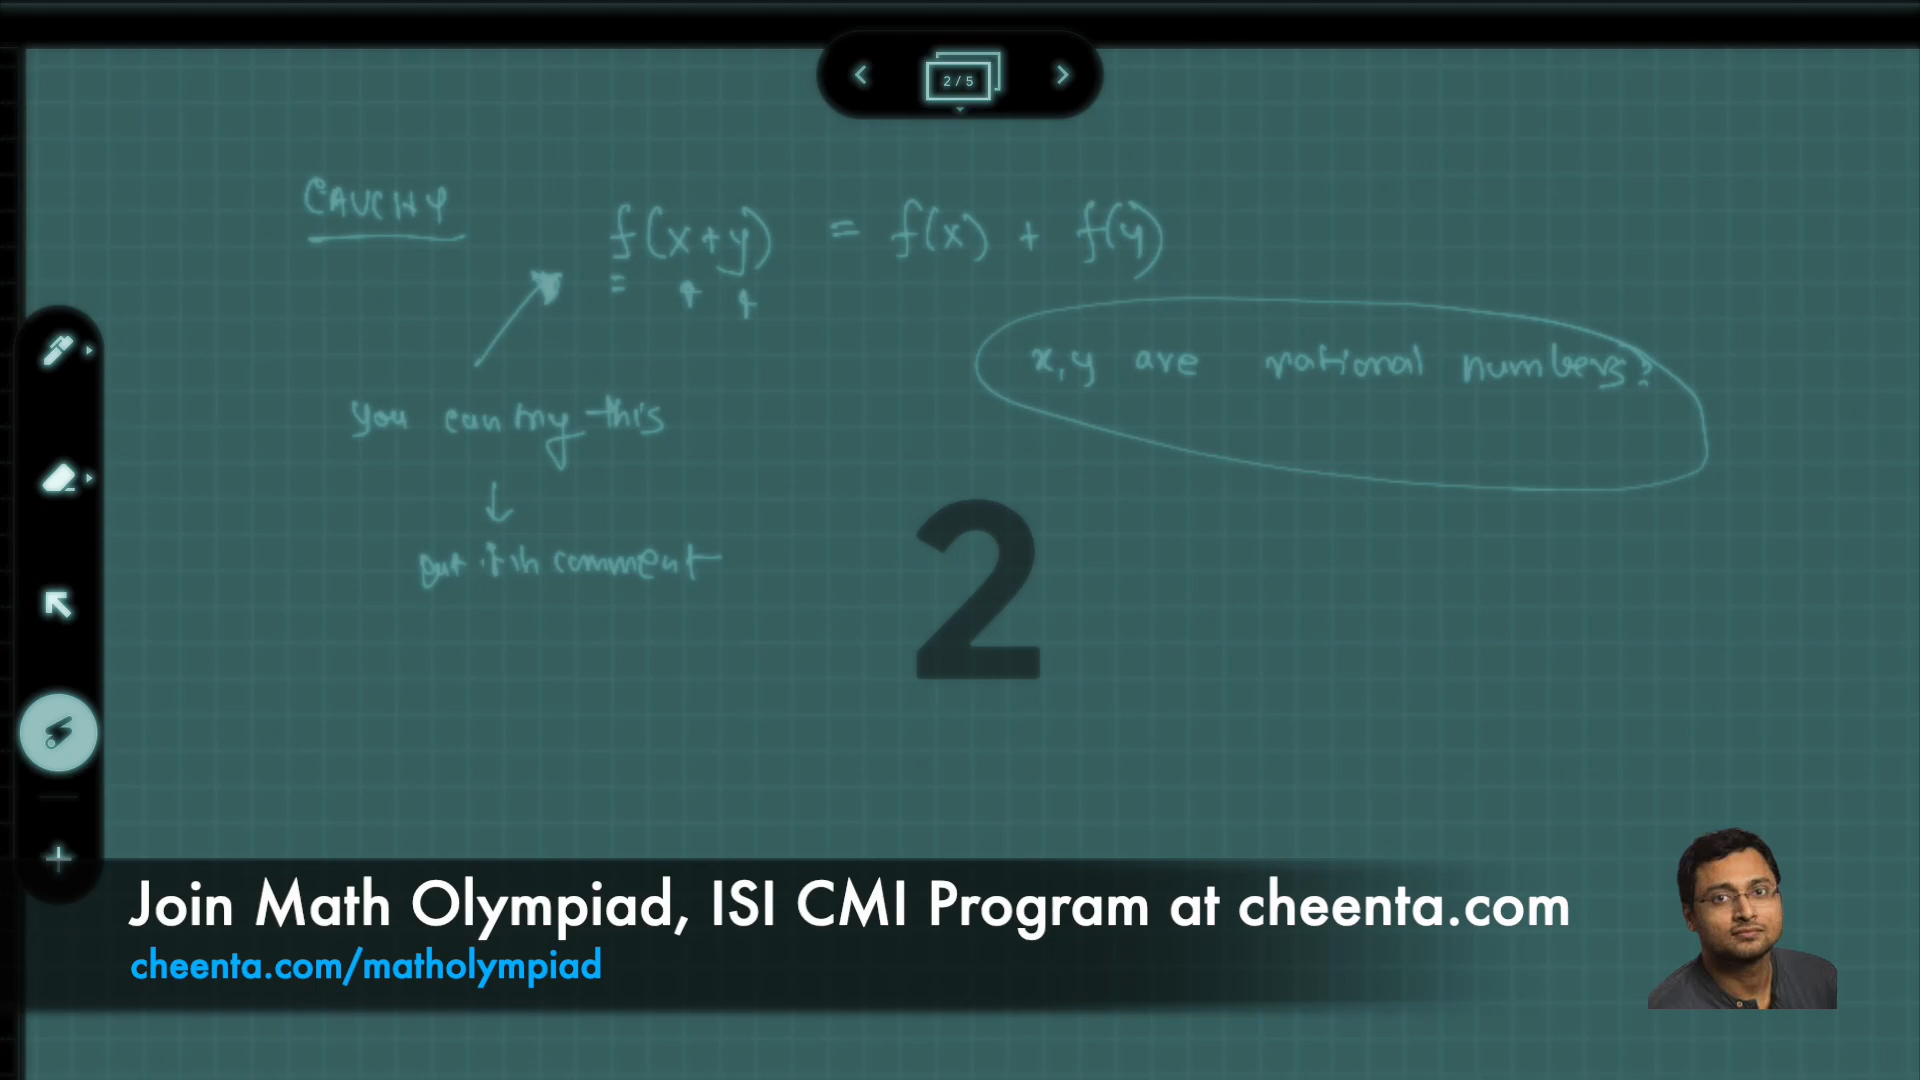 2 / 5
CAUCHY
f(x+y) = f(x) + f(y)
x, y are rational numbers?
you can try this
put it in comment
2
Join Math Olympiad, ISI CMI Program at cheenta.com
cheenta.com/matholympiad